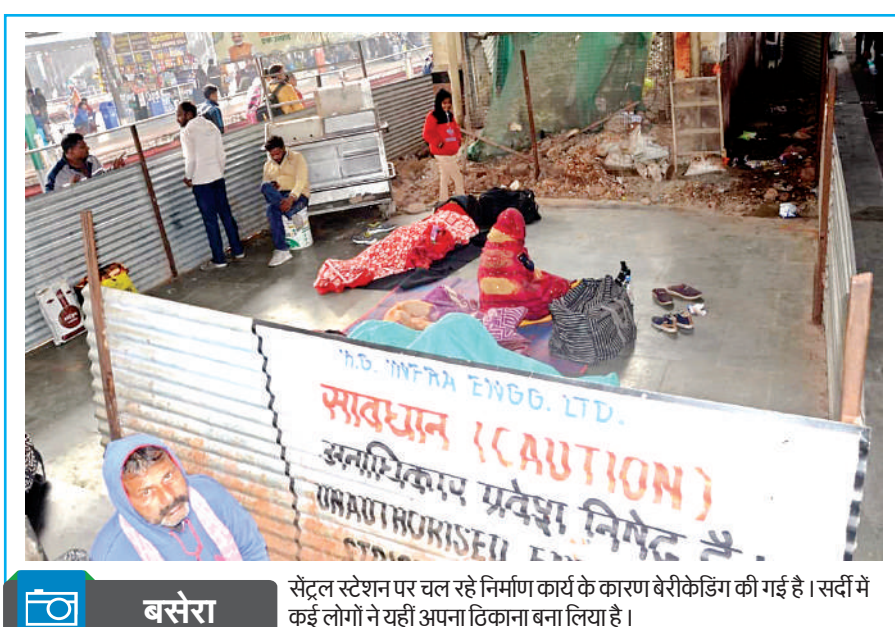 INFRA ENGG. LTD.
सावधान (CAUTION)
अनाधिकार प्रवेश निषेद है।
UNAUTHORISED
बसेरा
सेंट्रल स्टेशन पर चल रहे निर्माण कार्य के कारण बेरीकेडिंग की गई है। सर्दी में
कई लोगों ने यहीं अपना ठिकाना बना लिया है।